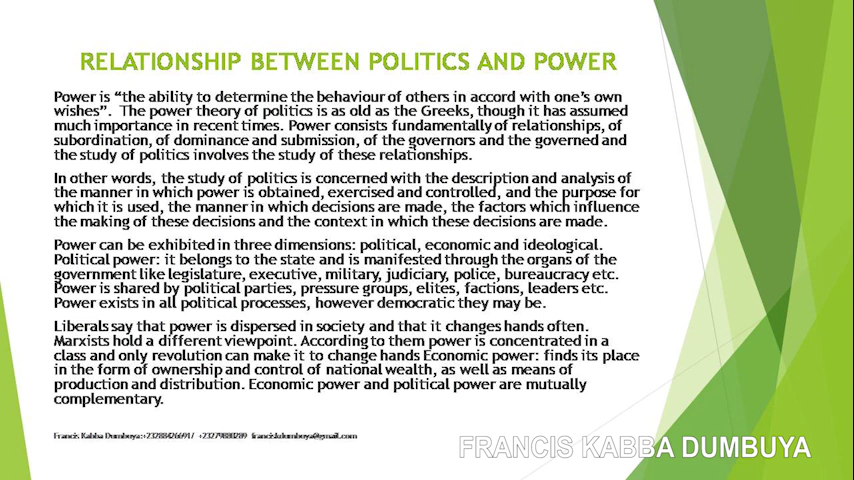 RELATIONSHIP BETWEEN POLITICS AND POWER
Power is “the ability to determine the behaviour of others in accord with one’s own
wishes”. The power theory of politics is as old as the Greeks, though it has assumed
much importance in recent times. Power consists fundamentally of relationships, of
subordination, of dominance and submission, of the governors and the governed and
the study of politics involves the study of these relationships.
In other words, the study of politics is concerned with the description and analysis of
the manner in which power is obtained, exercised and controlled, and the purpose for
which it is used, the manner in which decisions are made, the factors which influence
the making of these decisions and the context in which these decisions are made.
Power can be exhibited in three dimensions: political, economic and ideological.
Political power: it belongs to the state and is manifested through the organs of the
government like legislature, executive, military, judiciary, police, bureaucracy etc.
Power is shared by political parties, pressure groups, elites, factions, leaders etc.
Power exists in all political processes, however democratic they may be.
Liberals say that power is dispersed in society and that it changes hands often.
Marxists hold a different viewpoint. According to them power is concentrated in a
class and only revolution can make it to change hands Economic power: finds its place
in the form of ownership and control of national wealth, as well as means of
production and distribution. Economic power and political power are mutually
complementary.
Francis Kabba Dumbuya:
FRANCIS KABBA DUMBUYA